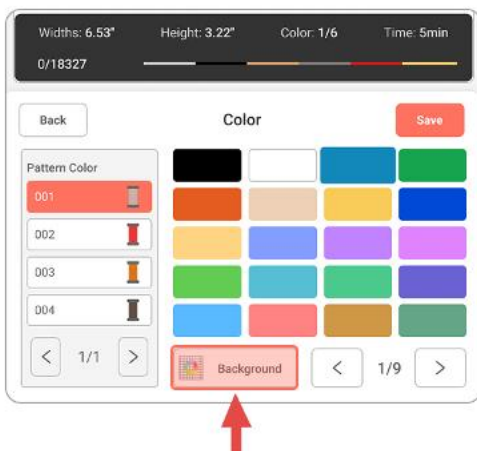 Widths: 6.53" Height: 3.22" Color: 1/6 Time: 5min
0/18327
Back Color Save
Pattern Color
001
002
003
004
< 1/1 >
Background < 1/9 >